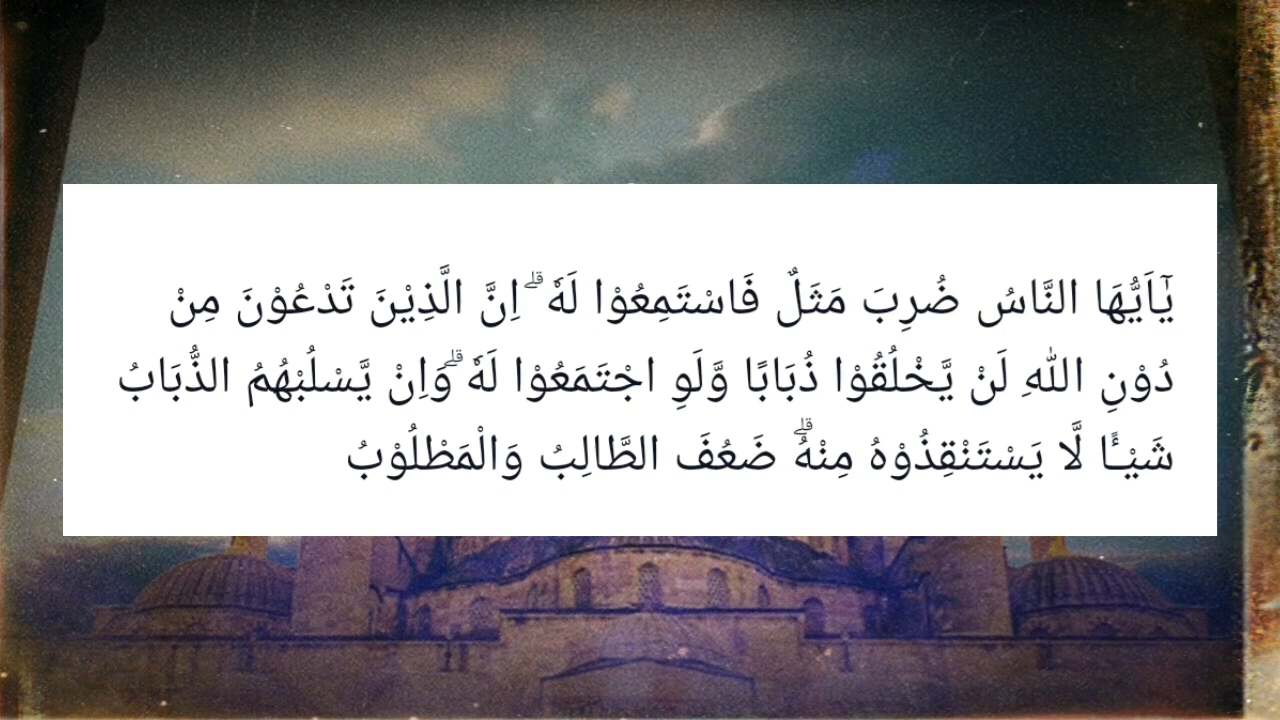 يٰٓاَيُّهَا النَّاسُ ضُرِبَ مَثَلٌ فَاسْتَمِعُوْا لَهٗ ۗاِنَّ الَّذِيْنَ تَدْعُوْنَ مِنْ
دُوْنِ اللّٰهِ لَنْ يَّخْلُقُوْا ذُبَابًا وَّلَوِ اجْتَمَعُوْا لَهٗ ۗوَاِنْ يَّسْلُبْهُمُ الذُّبَابُ
شَيْـًٔا لَّا يَسْتَنْقِذُوْهُ مِنْهُۗ ضَعُفَ الطَّالِبُ وَالْمَطْلُوْبُ